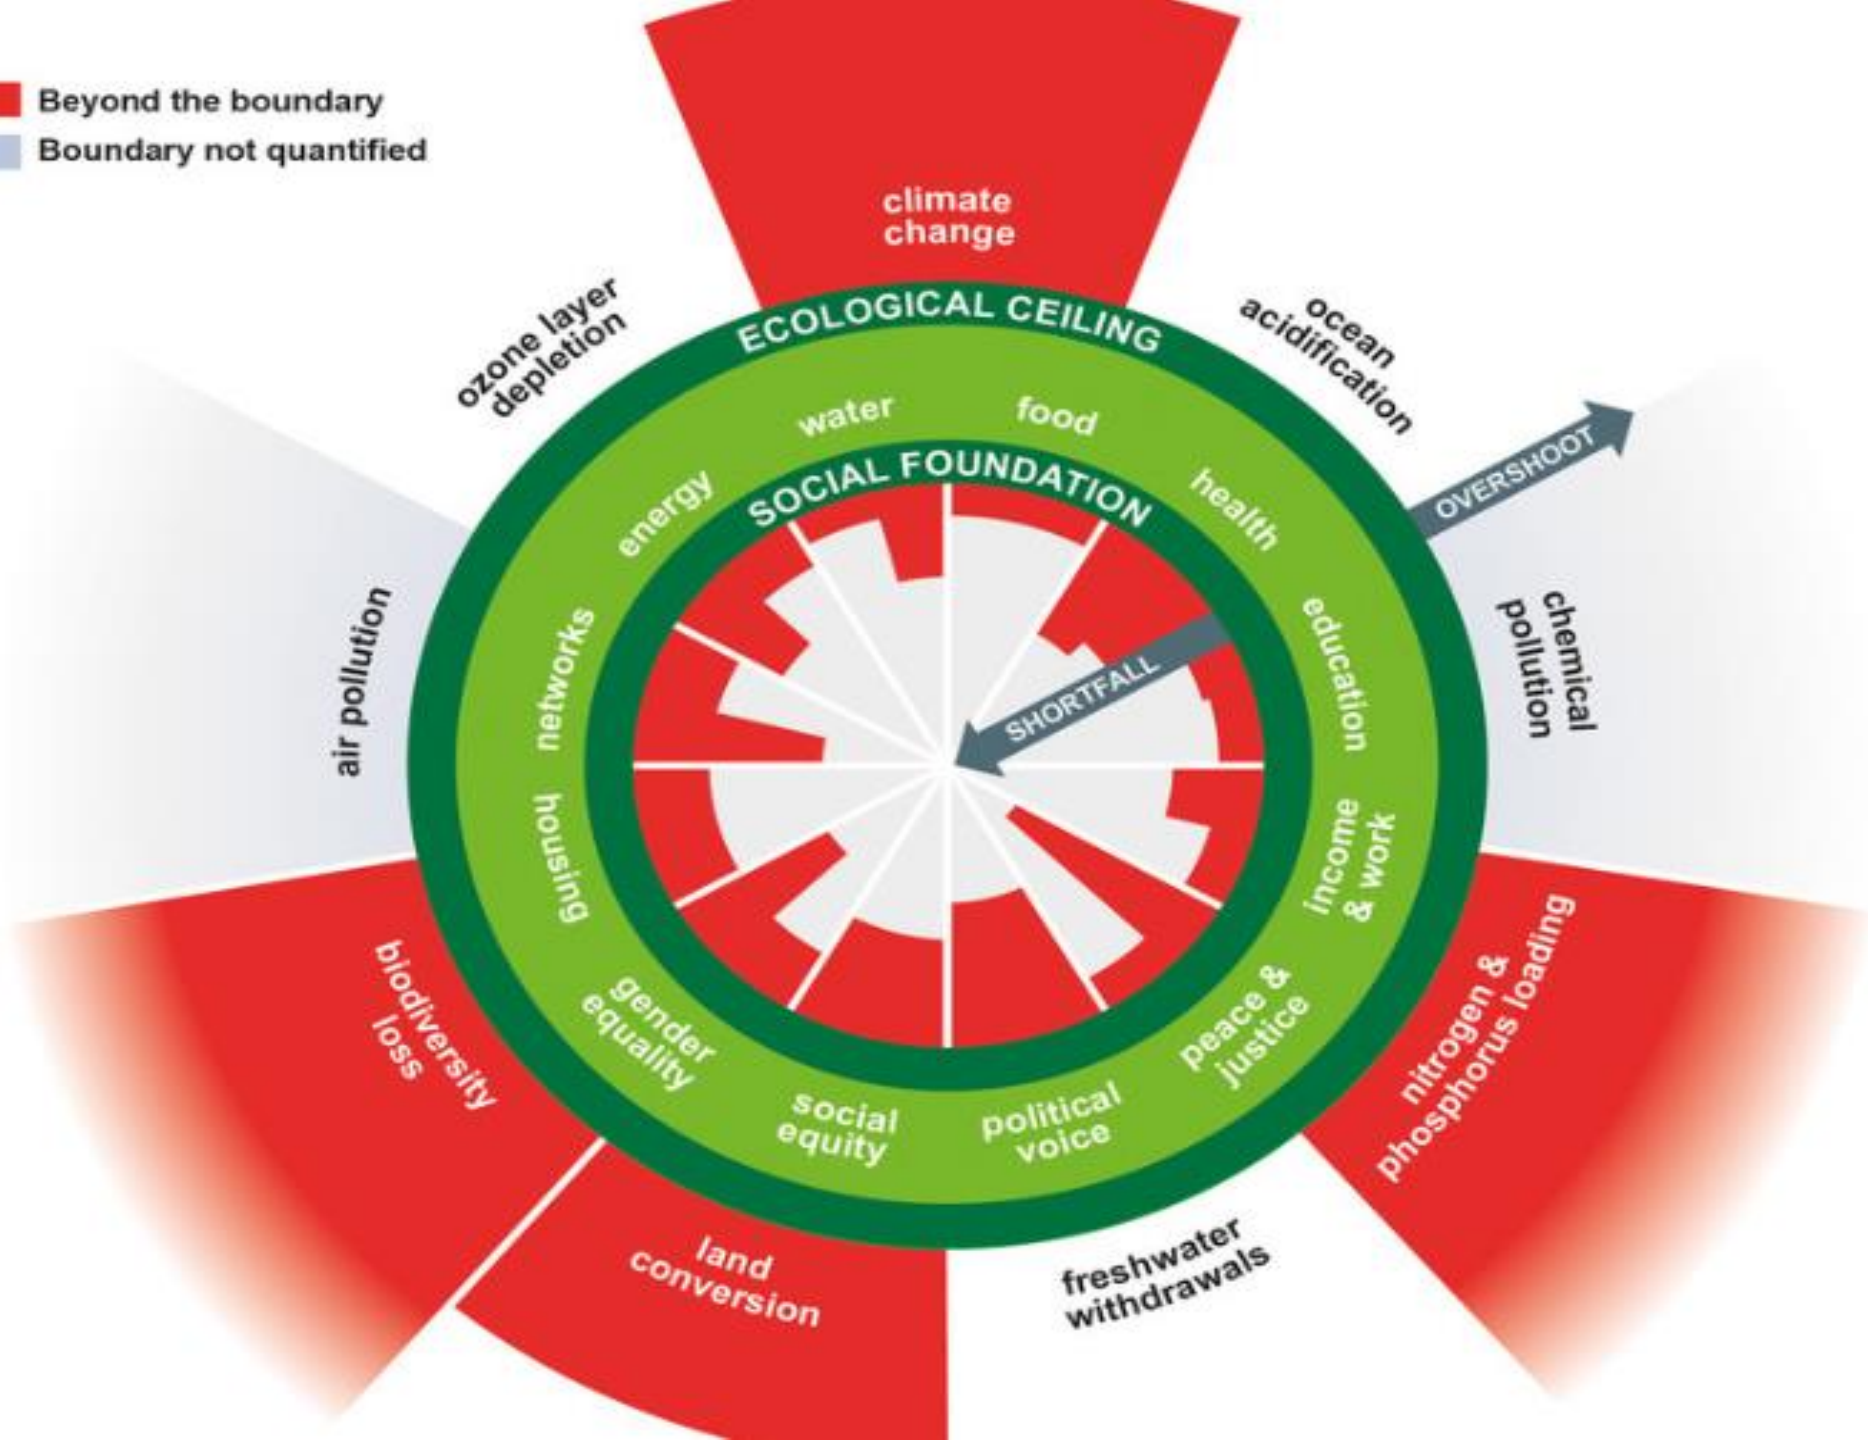 Beyond the boundary
Boundary not quantified
climate
change
ozone layer
depletion
ocean
acidification
ECOLOGICAL CEILING
water
food
SOCIAL FOUNDATION
energy
health
OVERSHOOT
networks
education
SHORTFALL
air pollution
chemical
pollution
housing
income
& work
biodiversity
loss
nitrogen &
phosphorus loading
gender
equality
peace &
justice
social
equity
political
voice
land
conversion
freshwater
withdrawals